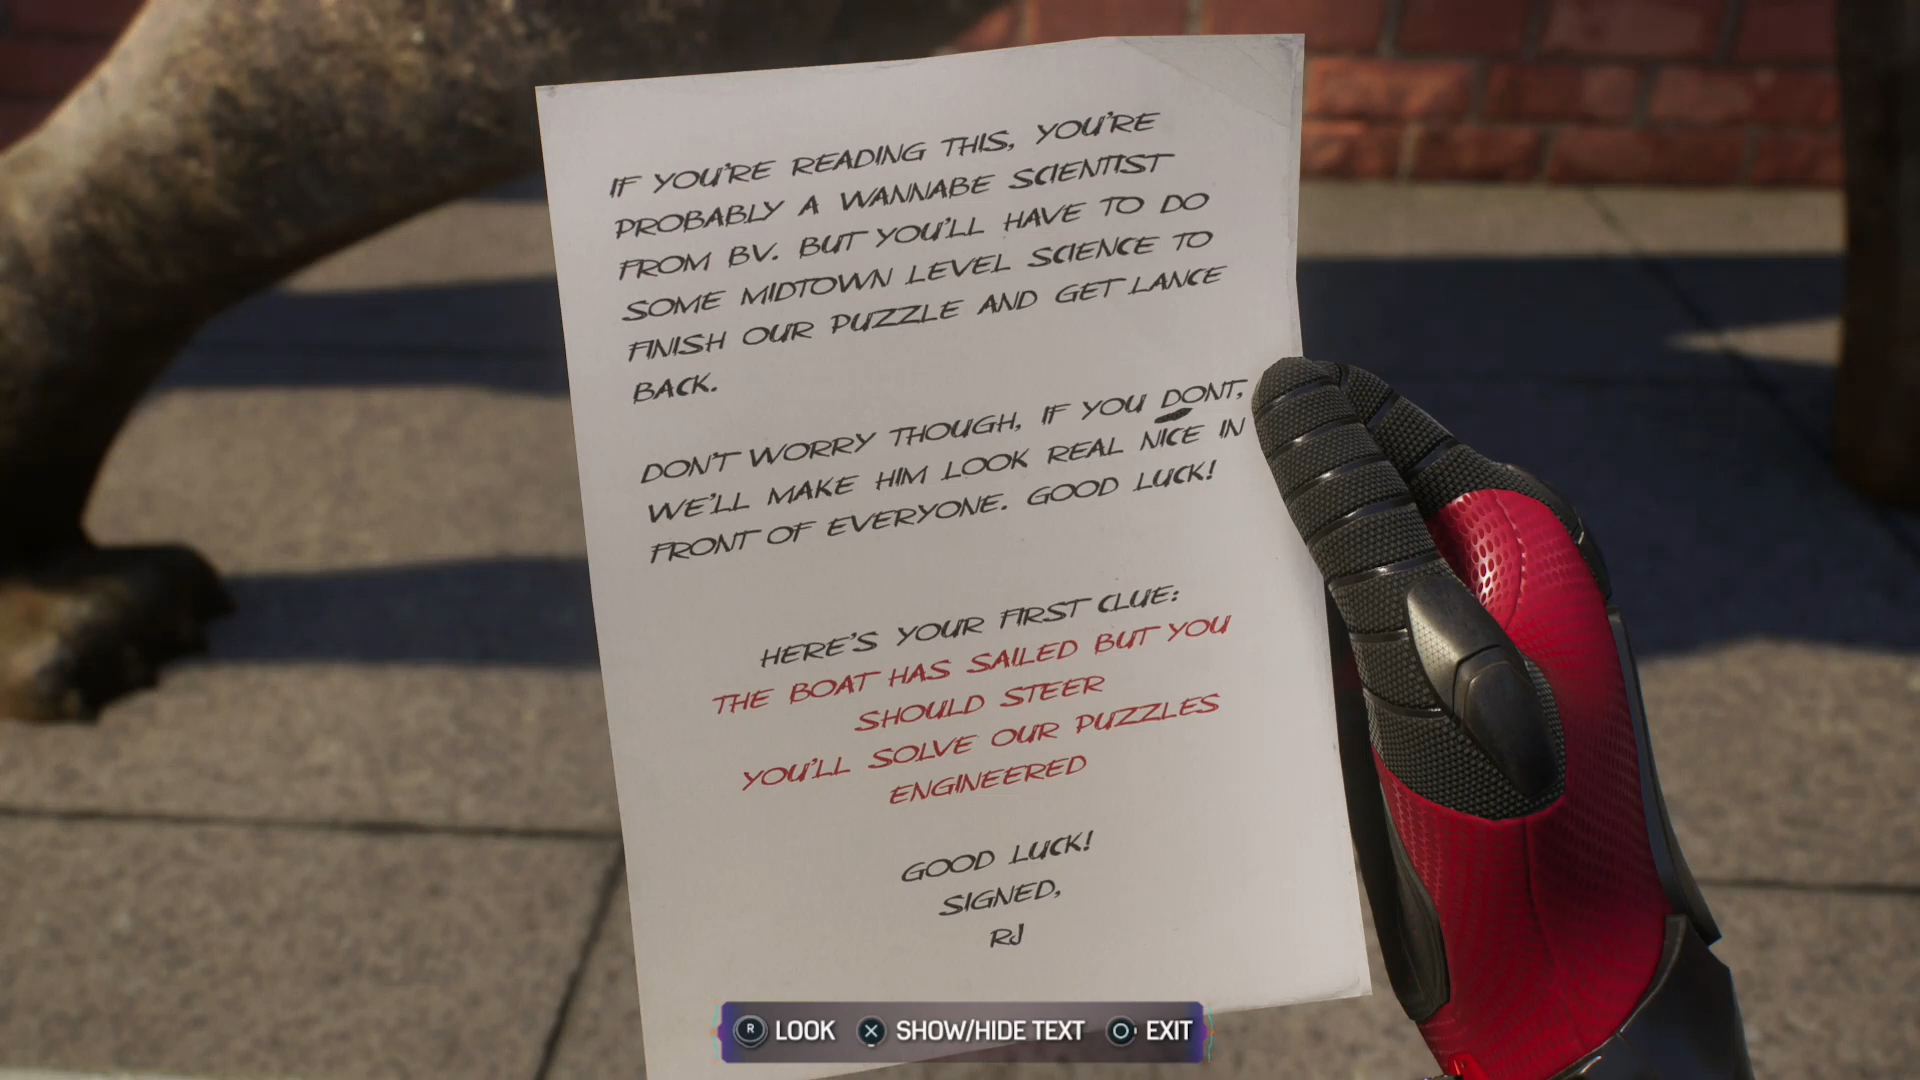 IF YOU'RE READING THIS, YOU'RE
PROBABLY A WANNABE SCIENTIST
FROM BV. BUT YOU'LL HAVE TO DO
SOME MIDTOWN LEVEL SCIENCE TO
FINISH OUR PUZZLE AND GET LANCE
BACK.
DON'T WORRY THOUGH, IF YOU DONT,
WE'LL MAKE HIM LOOK REAL NICE IN
FRONT OF EVERYONE. GOOD LUCK!
HERE'S YOUR FIRST CLUE:
THE BOAT HAS SAILED BUT YOU
SHOULD STEER
YOU'LL SOLVE OUR PUZZLES
ENGINEERED
GOOD LUCK!
SIGNED,
RJ
R LOOK X SHOW/HIDE TEXT O EXIT